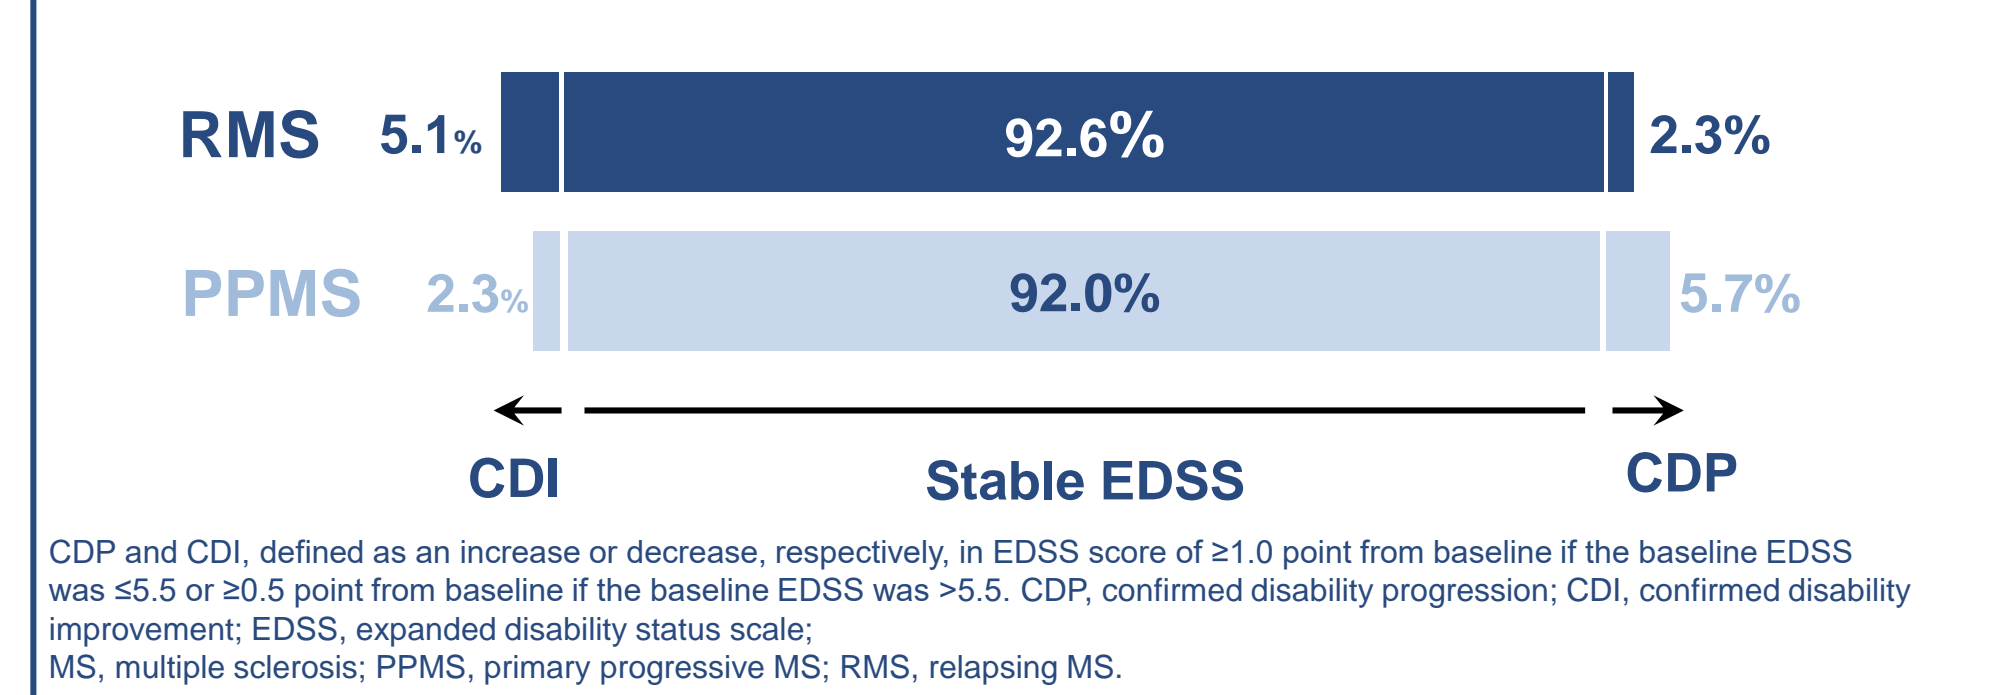 RMS 5.1% 92.6% 2.3%
PPMS 2.3% 92.0% 5.7%
CDI Stable EDSS CDP
CDP and CDI, defined as an increase or decrease, respectively, in EDSS score of ≥1.0 point from baseline if the baseline EDSS
was ≤5.5 or ≥0.5 point from baseline if the baseline EDSS was >5.5. CDP, confirmed disability progression; CDI, confirmed disability
improvement; EDSS, expanded disability status scale;
MS, multiple sclerosis; PPMS, primary progressive MS; RMS, relapsing MS.